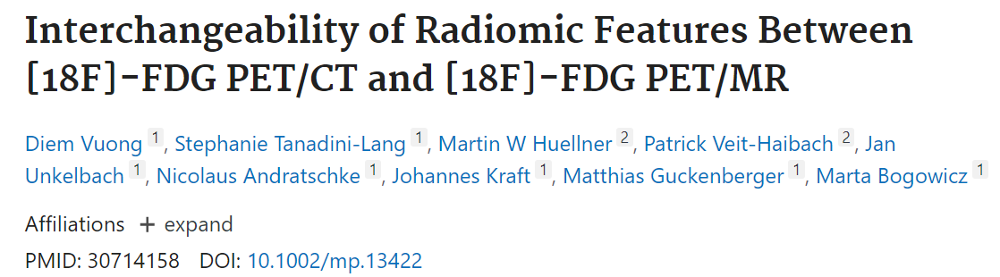 Interchangeability of Radiomic Features Between
[18F]-FDG PET/CT and [18F]-FDG PET/MR
Diem Vuong 1, Stephanie Tanadini-Lang 1, Martin W Huellner 2, Patrick Veit-Haibach 2, Jan
Unkelbach 1, Nicolaus Andratschke 1, Johannes Kraft 1, Matthias Guckenberger 1, Marta Bogowicz 1
Affiliations + expand
PMID: 30714158 DOI: 10.1002/mp.13422